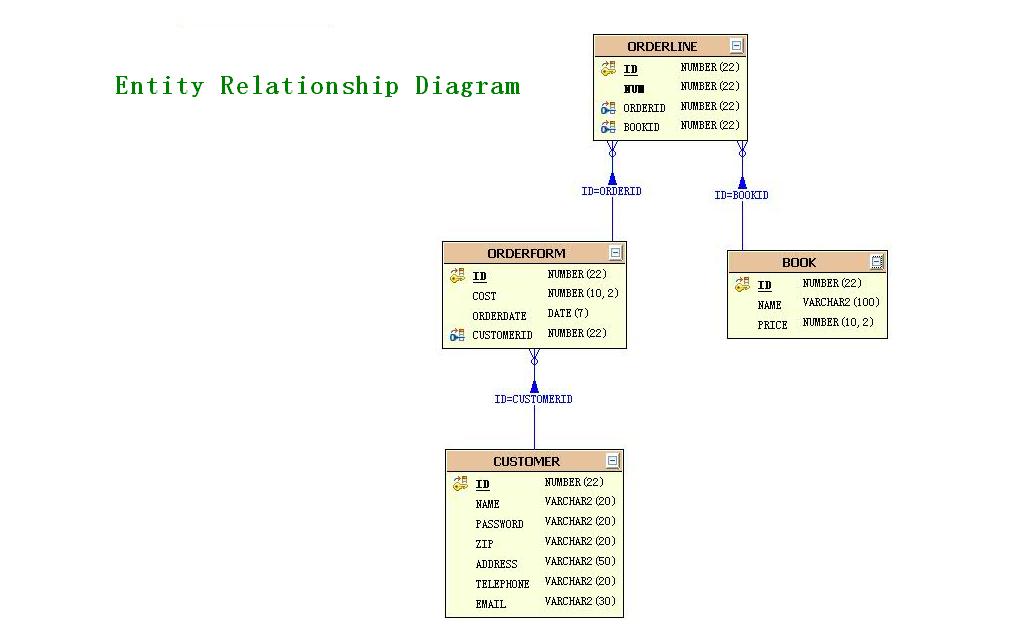 Entity Relationship Diagram
ORDERLINE
ID NUMBER(22)
NUM NUMBER(22)
ORDERID NUMBER(22)
BOOKID NUMBER(22)
ID=ORDERID
ID=BOOKID
ORDERFORM
ID NUMBER(22)
COST NUMBER(10,2)
ORDERDATE DATE(7)
CUSTOMERID NUMBER(22)
BOOK
ID NUMBER(22)
NAME VARCHAR2(100)
PRICE NUMBER(10,2)
ID=CUSTOMERID
CUSTOMER
ID NUMBER(22)
NAME VARCHAR2(20)
PASSWORD VARCHAR2(20)
ZIP VARCHAR2(20)
ADDRESS VARCHAR2(50)
TELEPHONE VARCHAR2(20)
EMAIL VARCHAR2(30)